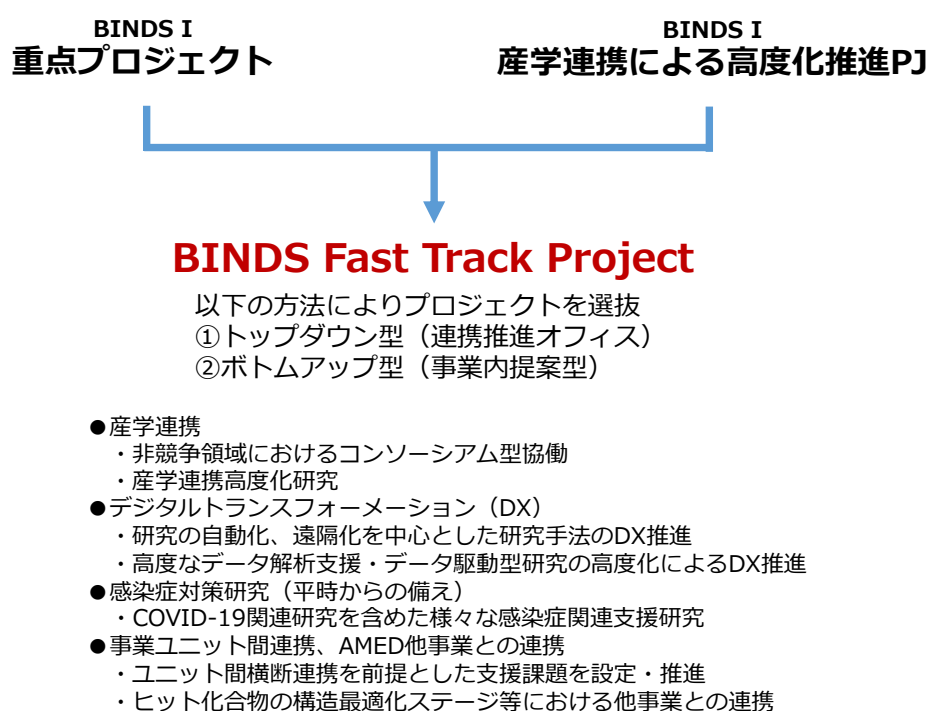 BINDS I
重点プロジェクト
BINDS I
産学連携による高度化推進PJ
BINDS Fast Track Project
以下の方法によりプロジェクトを選抜
①トップダウン型（連携推進オフィス）
②ボトムアップ型（事業内提案型）
●産学連携
・非競争領域におけるコンソーシアム型協働
・産学連携高度化研究
●デジタルトランスフォーメーション（DX）
・研究の自動化、遠隔化を中心とした研究手法のDX推進
・高度なデータ解析支援・データ駆動型研究の高度化によるDX推進
●感染症対策研究（平時からの備え）
・COVID-19関連研究を含めた様々な感染症関連支援研究
●事業ユニット間連携、AMED他事業との連携
・ユニット間横断連携を前提とした支援課題を設定・推進
・ヒット化合物の構造最適化ステージ等における他事業との連携